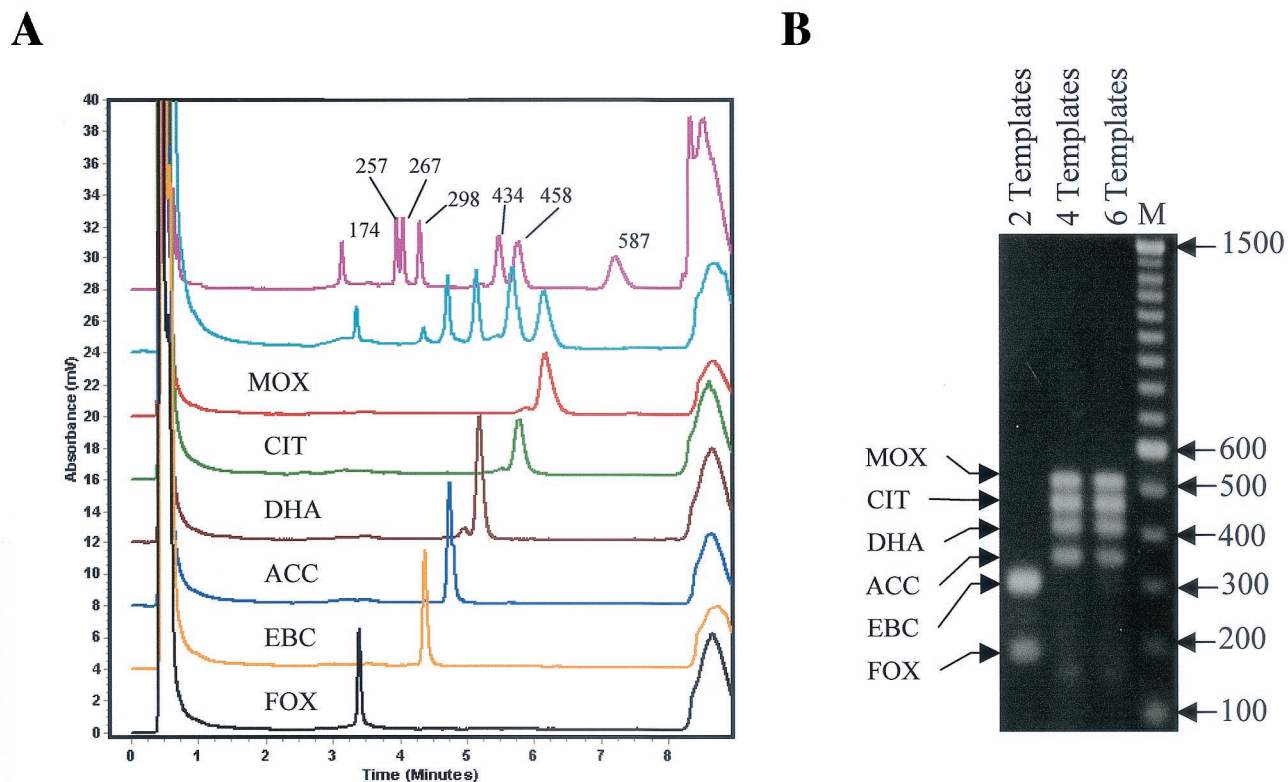 A
B
40
38
36
34
32
30
28
26
24
22
20
18
16
14
12
10
8
6
4
2
0
Absorbance (mV)
257
267
174
298
434
458
587
MOX
CIT
DHA
ACC
EBC
FOX
0 1 2 3 4 5 6 7 8
Time (Minutes)
2 Templates
4 Templates
6 Templates
M
1500
600
500
400
300
200
100
MOX
CIT
DHA
ACC
EBC
FOX